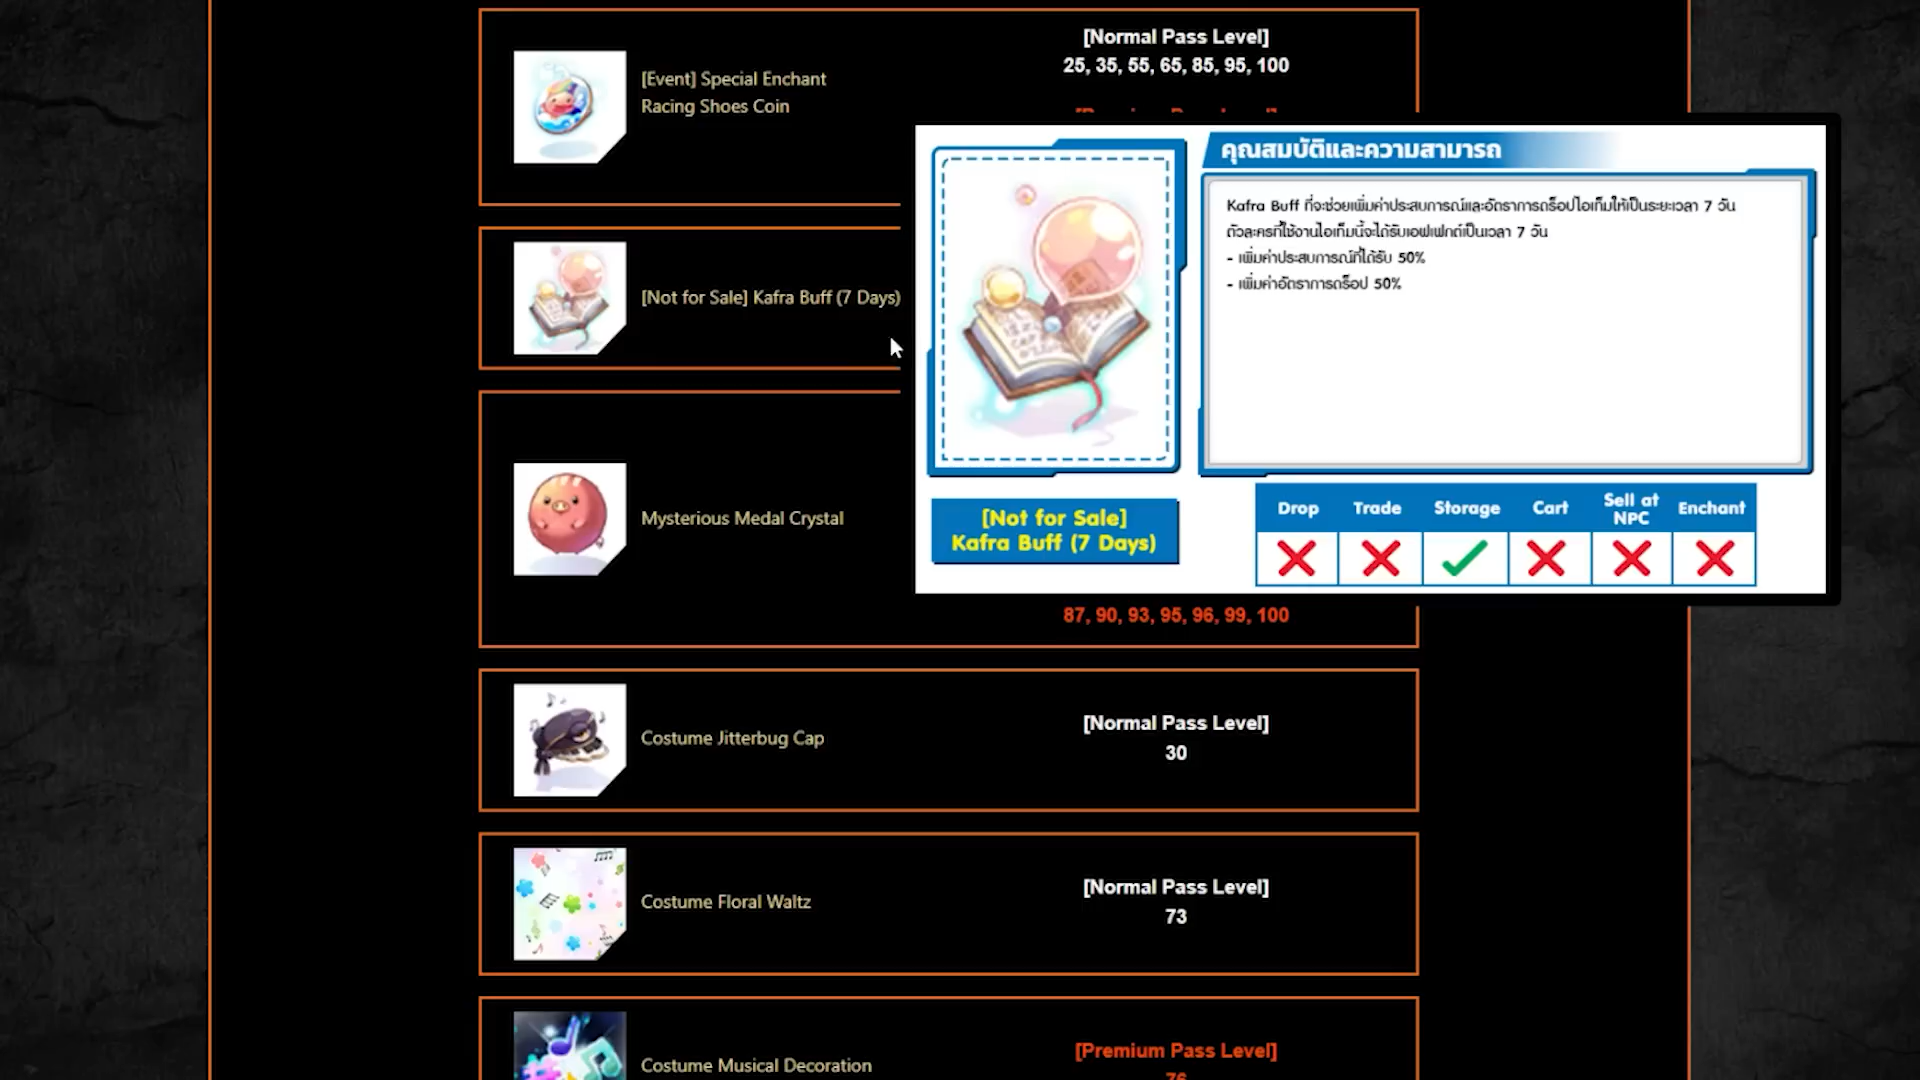 [Event] Special Enchant
Racing Shoes Coin
[Normal Pass Level]
25, 35, 55, 65, 85, 95, 100
[Not for Sale] Kafra Buff (7 Days)
คุณสมบัติและความสามารถ
Kafra Buff ที่จะช่วยเพิ่มค่าประสบการณ์และอัตราการดร็อปไอเท็มให้เป็นระยะเวลา 7 วัน
ตัวละครที่ใช้งานไอเท็มนี้จะได้รับเอฟเฟกต์เป็นเวลา 7 วัน
- เพิ่มค่าประสบการณ์ที่ได้รับ 50%
- เพิ่มค่าอัตราการดร็อป 50%
[Not for Sale]
Kafra Buff (7 Days)
Drop Trade Storage Cart Sell at NPC Enchant
Mysterious Medal Crystal
87, 90, 93, 95, 96, 99, 100
Costume Jitterbug Cap
[Normal Pass Level]
30
Costume Floral Waltz
[Normal Pass Level]
73
Costume Musical Decoration
[Premium Pass Level]